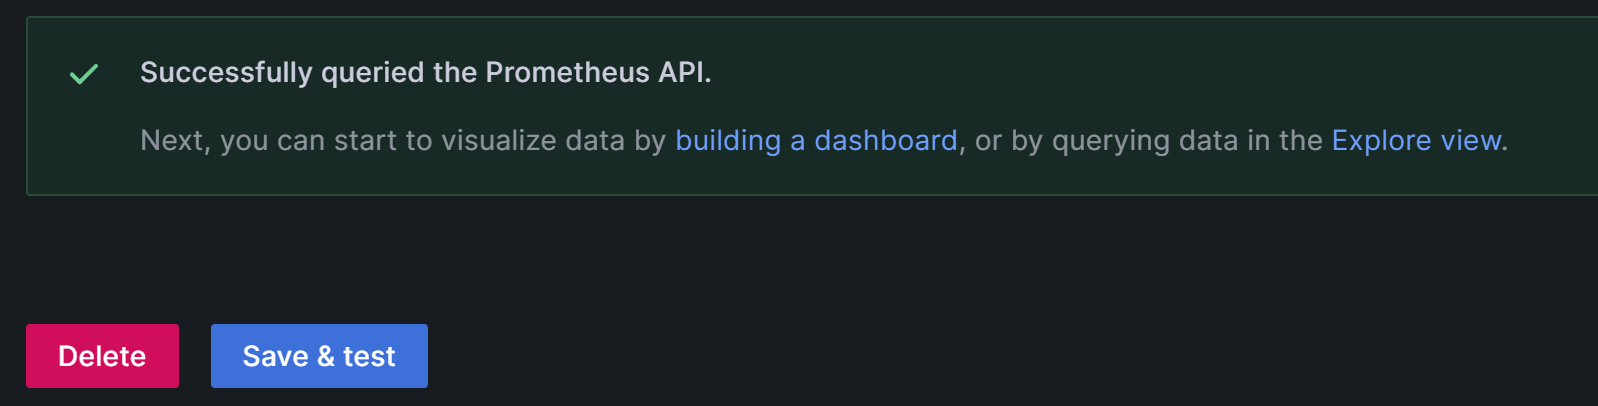 Successfully queried the Prometheus API.
Next, you can start to visualize data by building a dashboard, or by querying data in the Explore view.
Delete
Save & test